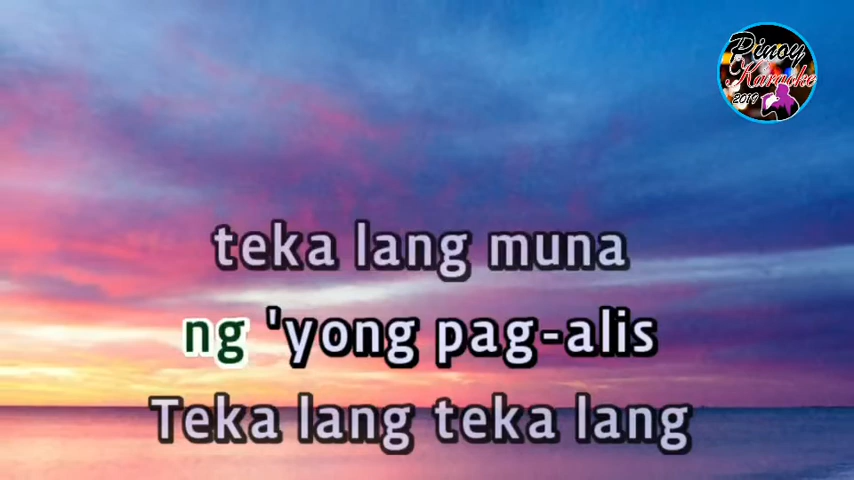 Pinoy
Karaoke
2019
teka lang muna
ng 'yong pag-alis
Teka lang teka lang